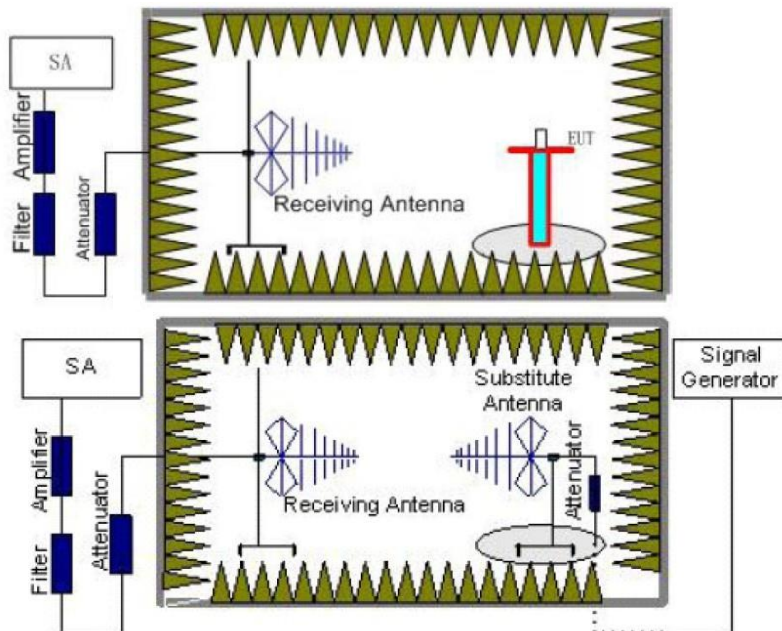 SA
Amplifier
Filter
Attenuator
Receiving Antenna
EUT
SA
Amplifier
Filter
Attenuator
Receiving Antenna
Substitute
Antenna
Attenuator
Signal
Generator